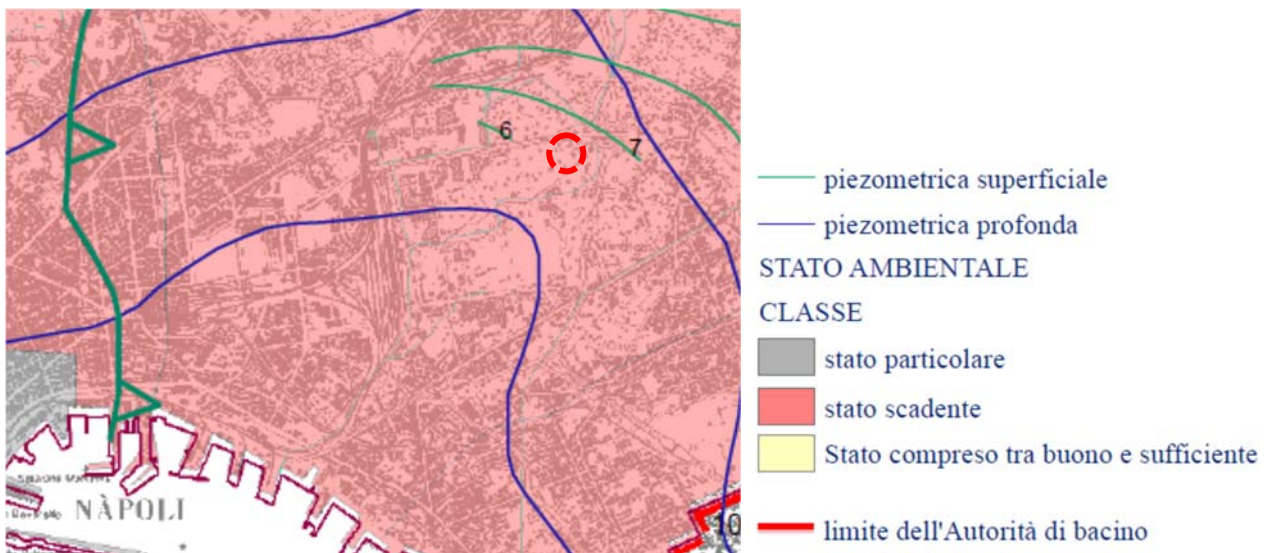 6
7
NÀPOLI
10
piezometrica superficiale
piezometrica profonda
STATO AMBIENTALE
CLASSE
stato particolare
stato scadente
Stato compreso tra buono e sufficiente
limite dell'Autorità di bacino